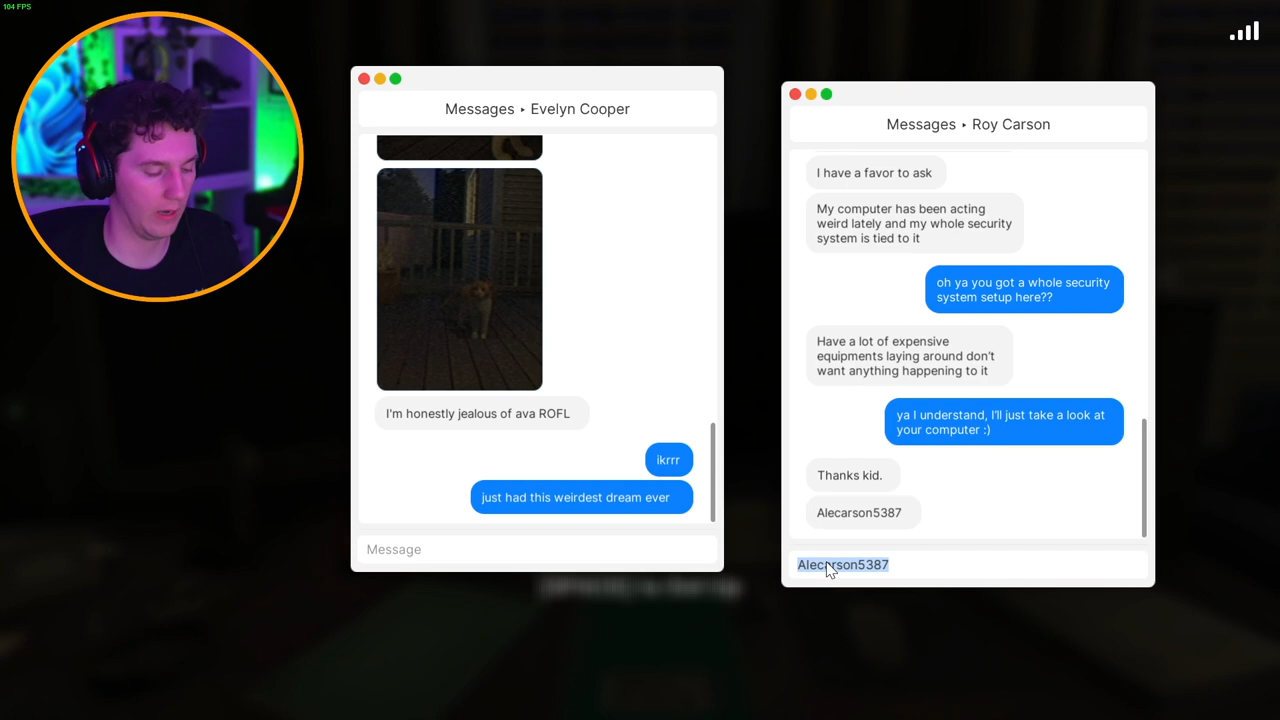 104 FPS
Messages ‣ Evelyn Cooper
I'm honestly jealous of ava ROFL
ikrrr
just had this weirdest dream ever
Message
Messages ‣ Roy Carson
I have a favor to ask
My computer has been acting
weird lately and my whole security
system is tied to it
oh ya you got a whole security
system setup here??
Have a lot of expensive
equipments laying around don't
want anything happening to it
ya I understand, I'll just take a look at
your computer :)
Thanks kid.
Alecarson5387
Alecarson5387